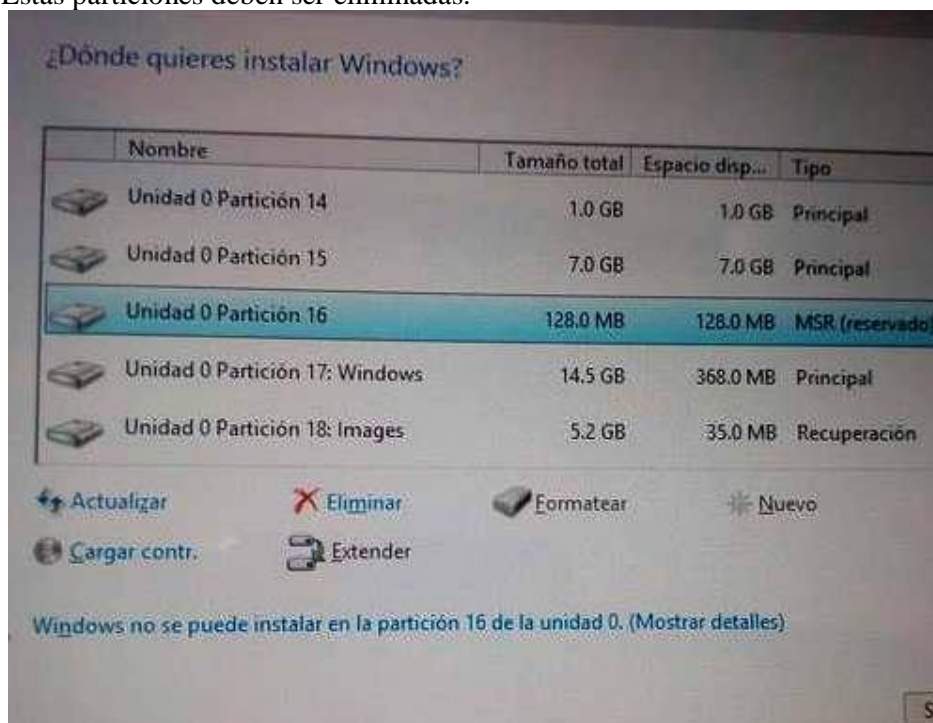 Estas particiones deben ser eliminadas.
¿Dónde quieres instalar Windows?
Nombre Tamaño total Espacio disp... Tipo
Unidad 0 Partición 14 1.0 GB 1.0 GB Principal
Unidad 0 Partición 15 7.0 GB 7.0 GB Principal
Unidad 0 Partición 16 128.0 MB 128.0 MB MSR (reservado)
Unidad 0 Partición 17: Windows 14.5 GB 368.0 MB Principal
Unidad 0 Partición 18: Images 5.2 GB 35.0 MB Recuperación
Actualizar Eliminar Formatear Nuevo
Cargar contr. Extender
Windows no se puede instalar en la partición 16 de la unidad 0. (Mostrar detalles)